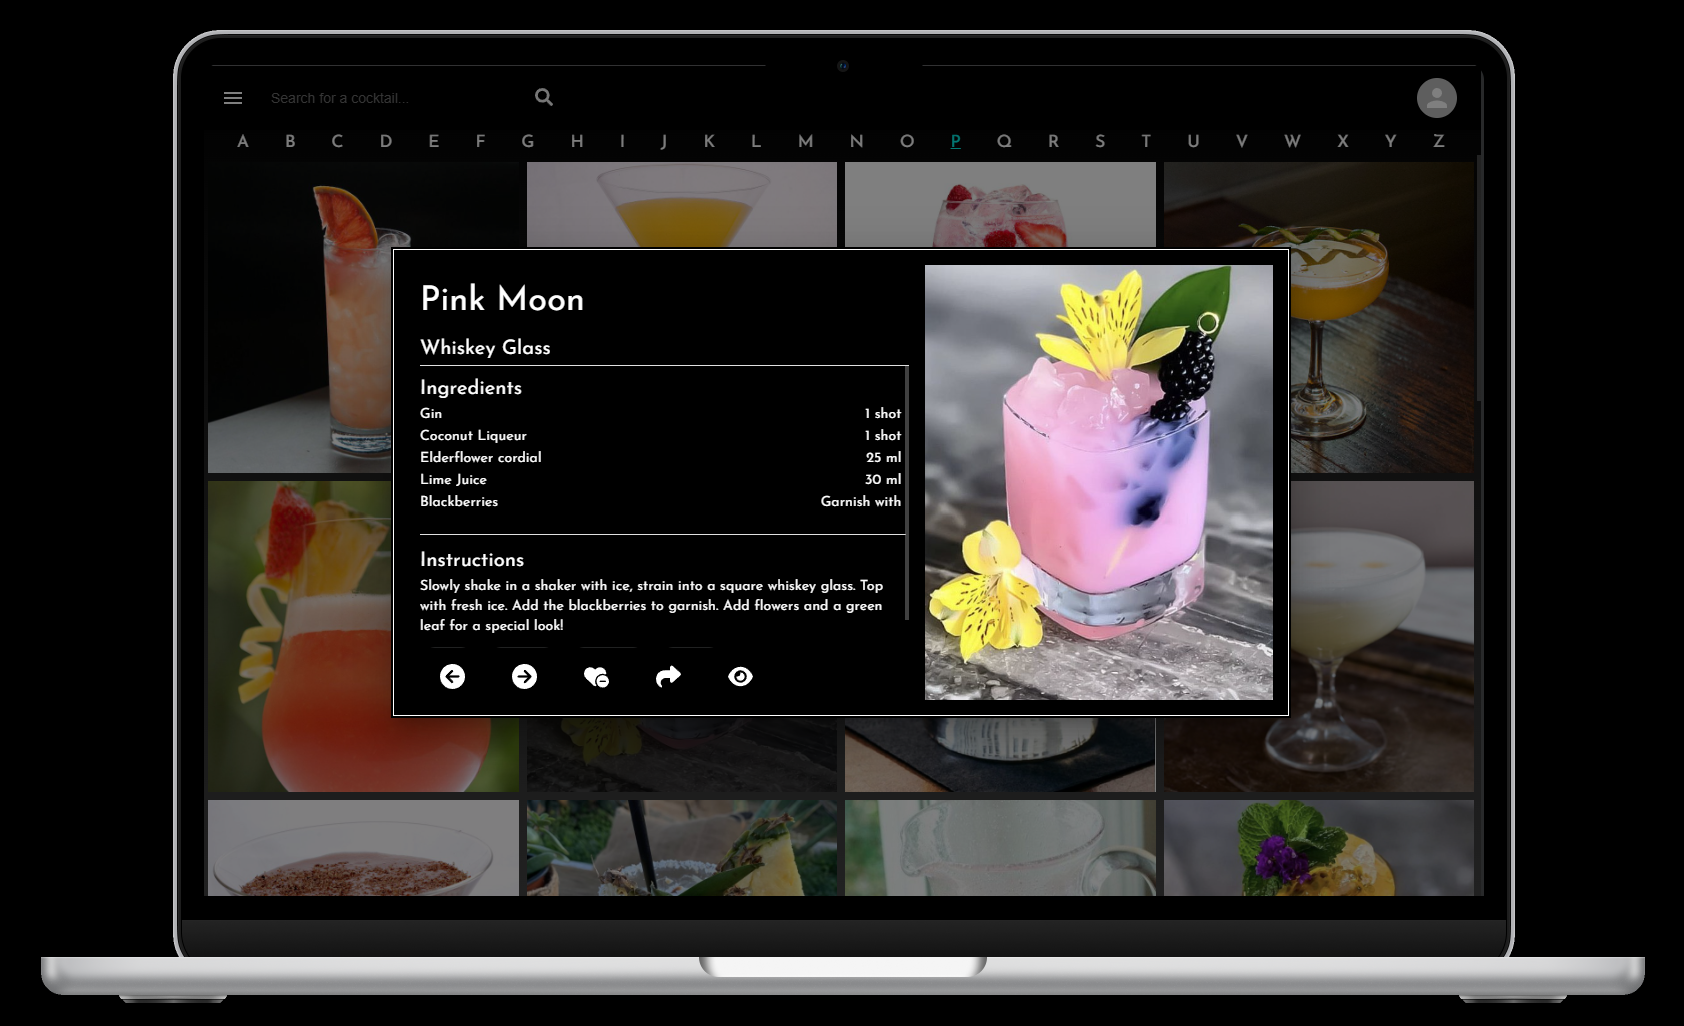 Search for a cocktail...
A B C D E F G H I J K L M N O P Q R S T U V W X Y Z
Pink Moon
Whiskey Glass
Ingredients
Gin 1 shot
Coconut Liqueur 1 shot
Elderflower cordial 25 ml
Lime Juice 30 ml
Blackberries Garnish with
Instructions
Slowly shake in a shaker with ice, strain into a square whiskey glass. Top
with fresh ice. Add the blackberries to garnish. Add flowers and a green
leaf for a special look!